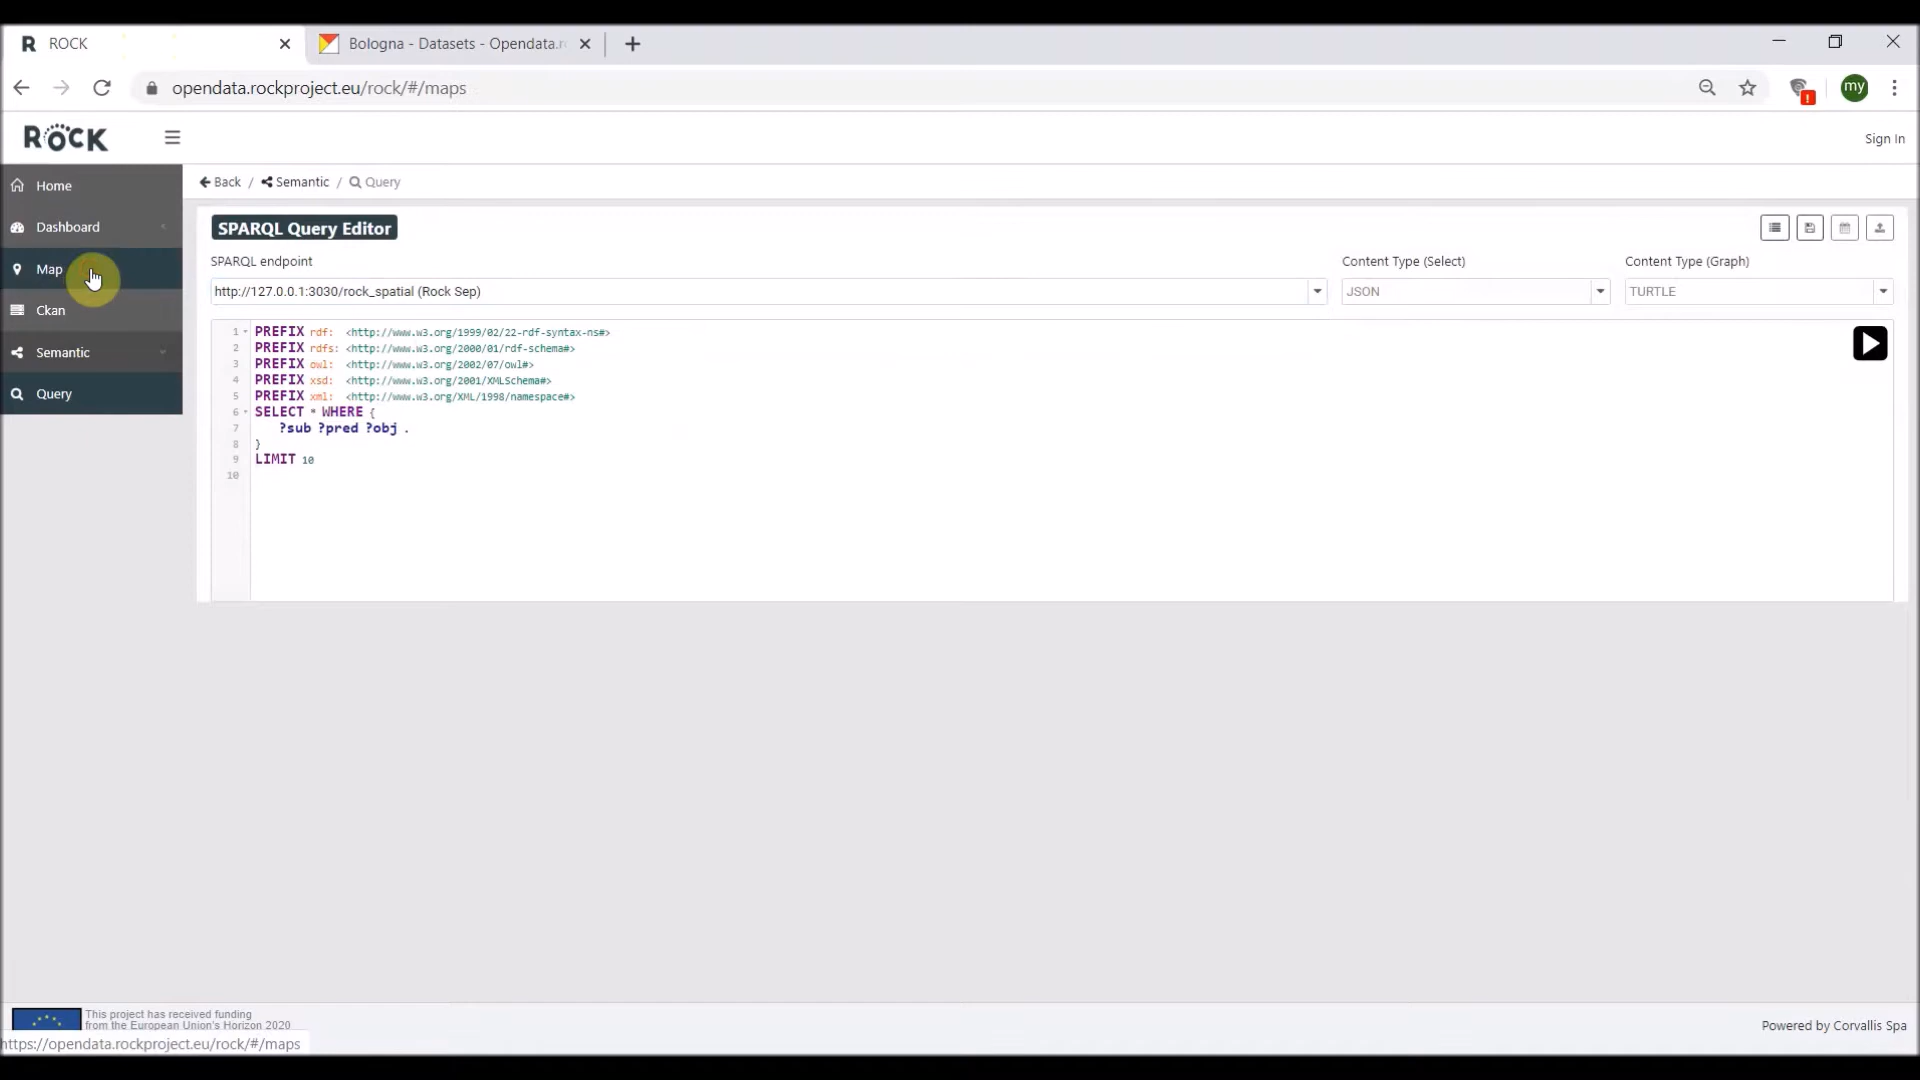 ROCK
Bologna - Datasets - Opendata.r
opendata.rockproject.eu/rock/#/maps
my
ROCK
Sign In
Home
Dashboard
Map
Ckan
Semantic
Query
Back / Semantic / Query
SPARQL Query Editor
SPARQL endpoint
Content Type (Select)
Content Type (Graph)
http://127.0.0.1:3030/rock_spatial (Rock Sep)
JSON
TURTLE
1 PREFIX rdf: <http://www.w3.org/1999/02/22-rdf-syntax-ns#>
2 PREFIX rdfs: <http://www.w3.org/2000/01/rdf-schema#>
3 PREFIX owl: <http://www.w3.org/2002/07/owl#>
4 PREFIX xsd: <http://www.w3.org/2001/XMLSchema#>
5 PREFIX xml: <http://www.w3.org/XML/1998/namespace#>
6 SELECT * WHERE {
7 ?sub ?pred ?obj .
8 }
9 LIMIT 10
10
This project has received funding
from the European Union's Horizon 2020
Powered by Corvallis Spa
https://opendata.rockproject.eu/rock/#/maps